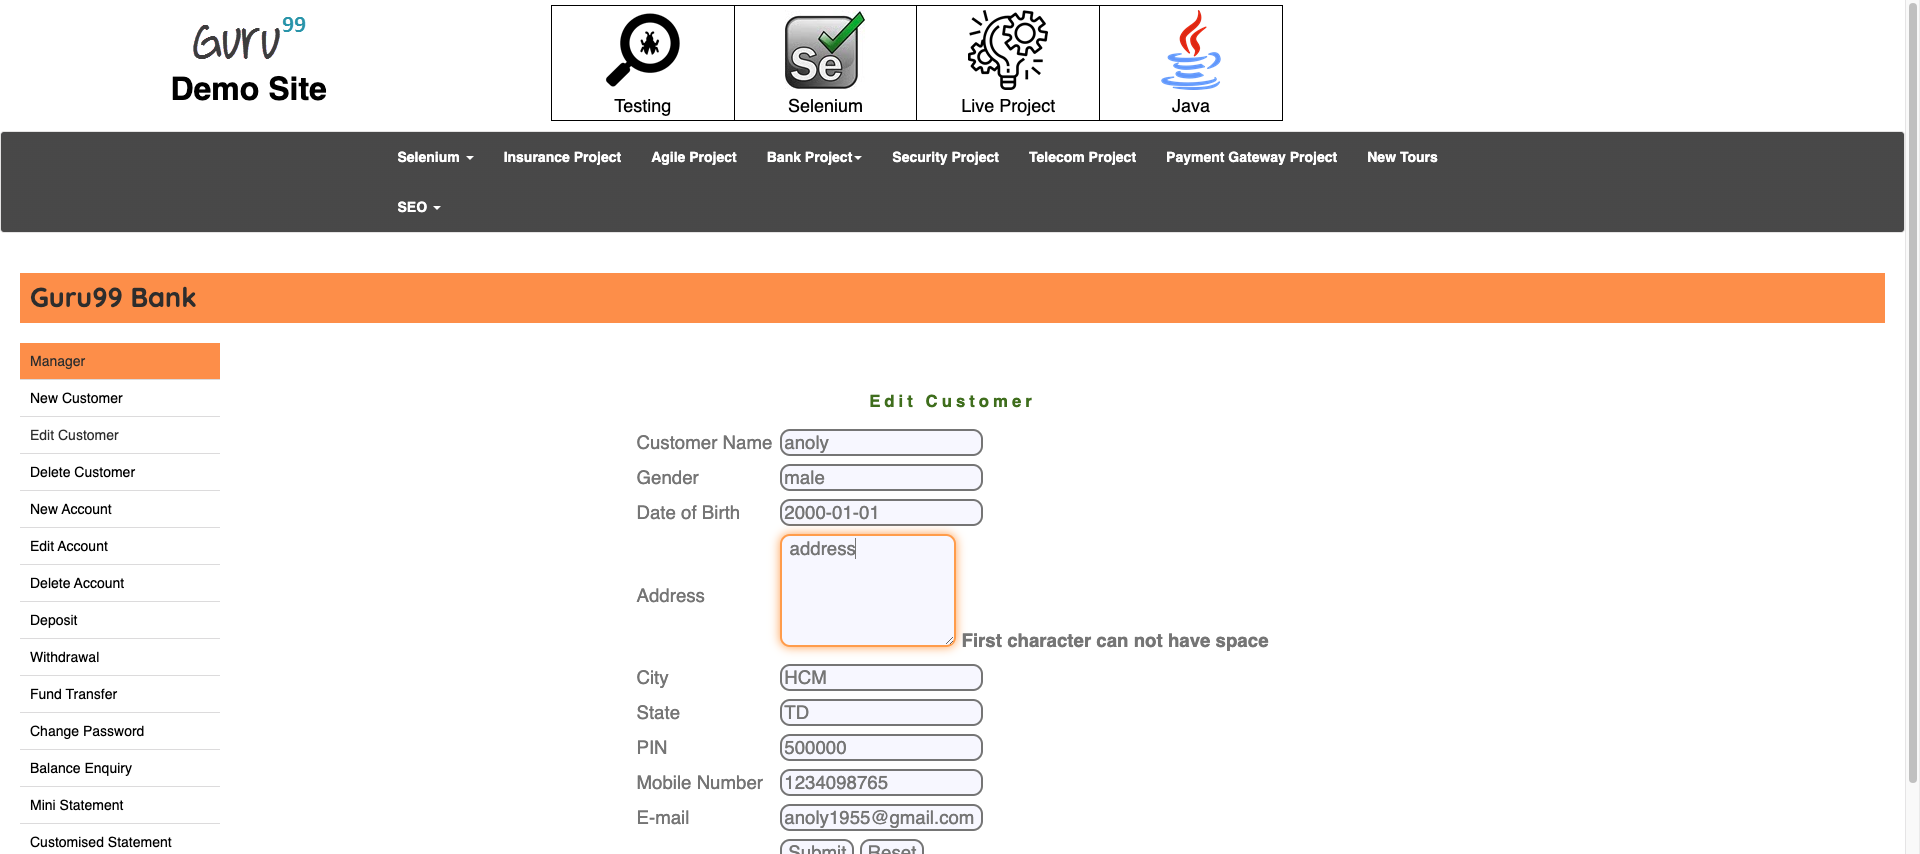 Guru99
Demo Site
Se
Testing
Selenium
Live Project
Java
Selenium
Insurance Project
Agile Project
Bank Project
Security Project
Telecom Project
Payment Gateway Project
New Tours
SEO
Guru99 Bank
Manager
New Customer
Edit Customer
Delete Customer
New Account
Edit Account
Delete Account
Deposit
Withdrawal
Fund Transfer
Change Password
Balance Enquiry
Mini Statement
Customised Statement
Edit Customer
Customer Name anoly
Gender male
Date of Birth 2000-01-01
Address address
First character can not have space
City HCM
State TD
PIN 500000
Mobile Number 1234098765
E-mail anoly1955@gmail.com
Submit Reset